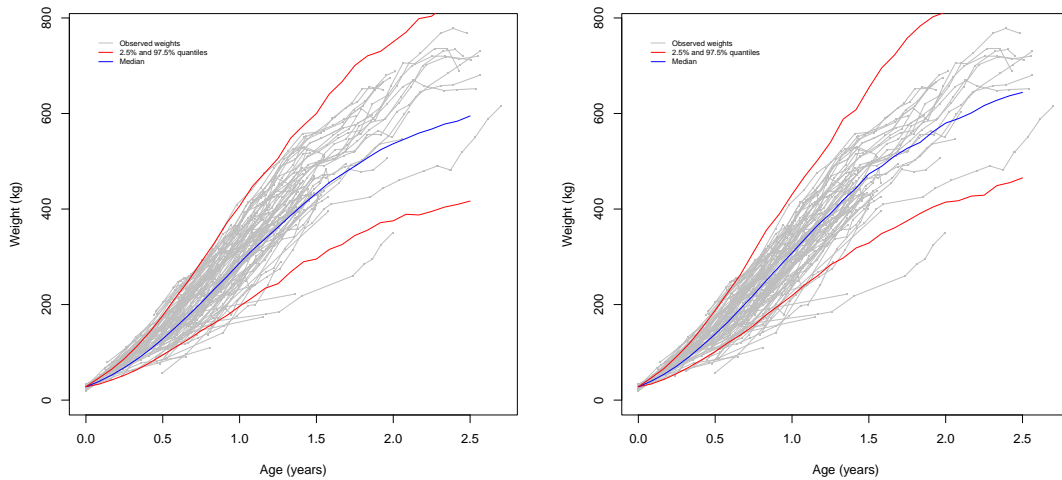 800
600
400
200
0
Weight (kg)
Observed weights
2.5% and 97.5% quantiles
Median
0.0 0.5 1.0 1.5 2.0 2.5
Age (years)
800
600
400
200
0
Weight (kg)
Observed weights
2.5% and 97.5% quantiles
Median
0.0 0.5 1.0 1.5 2.0 2.5
Age (years)